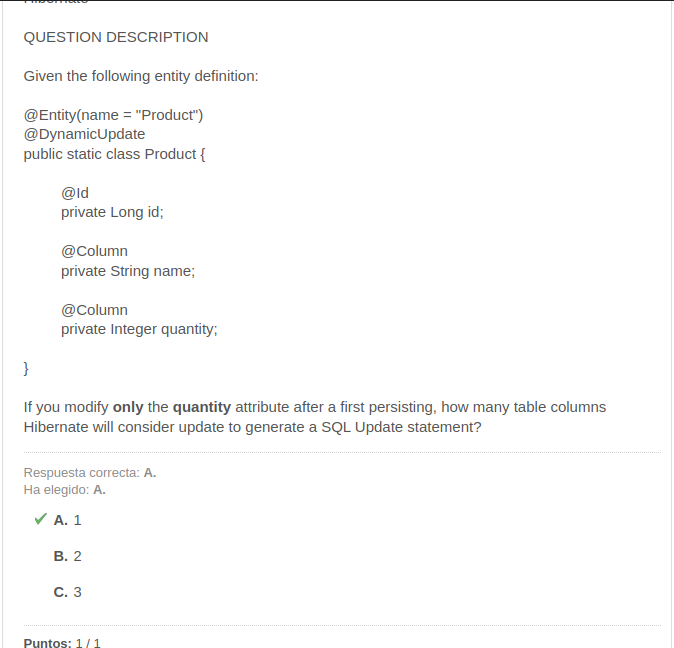 Hibernate
QUESTION DESCRIPTION
Given the following entity definition:
@Entity(name = "Product")
@DynamicUpdate
public static class Product {
@Id
private Long id;
@Column
private String name;
@Column
private Integer quantity;
}
If you modify only the quantity attribute after a first persisting, how many table columns
Hibernate will consider update to generate a SQL Update statement?
Respuesta correcta: A.
Ha elegido: A.
A. 1
B. 2
C. 3
Puntos: 1 / 1